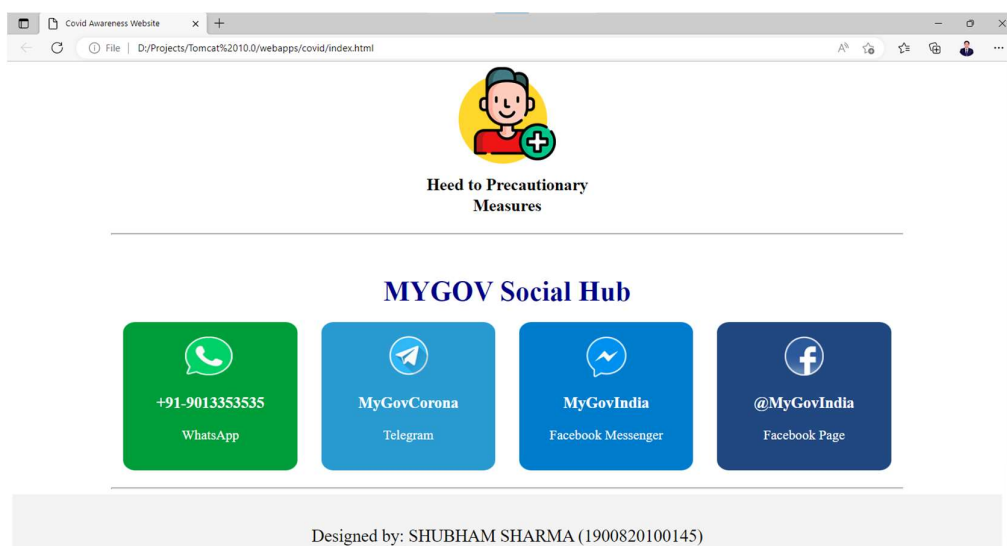 Covid Awareness Website
File | D:/Projects/Tomcat%2010.0/webapps/covid/index.html
Heed to Precautionary
Measures
MYGOV Social Hub
+91-9013353535
WhatsApp
MyGovCorona
Telegram
MyGovIndia
Facebook Messenger
@MyGovIndia
Facebook Page
Designed by: SHUBHAM SHARMA (1900820100145)